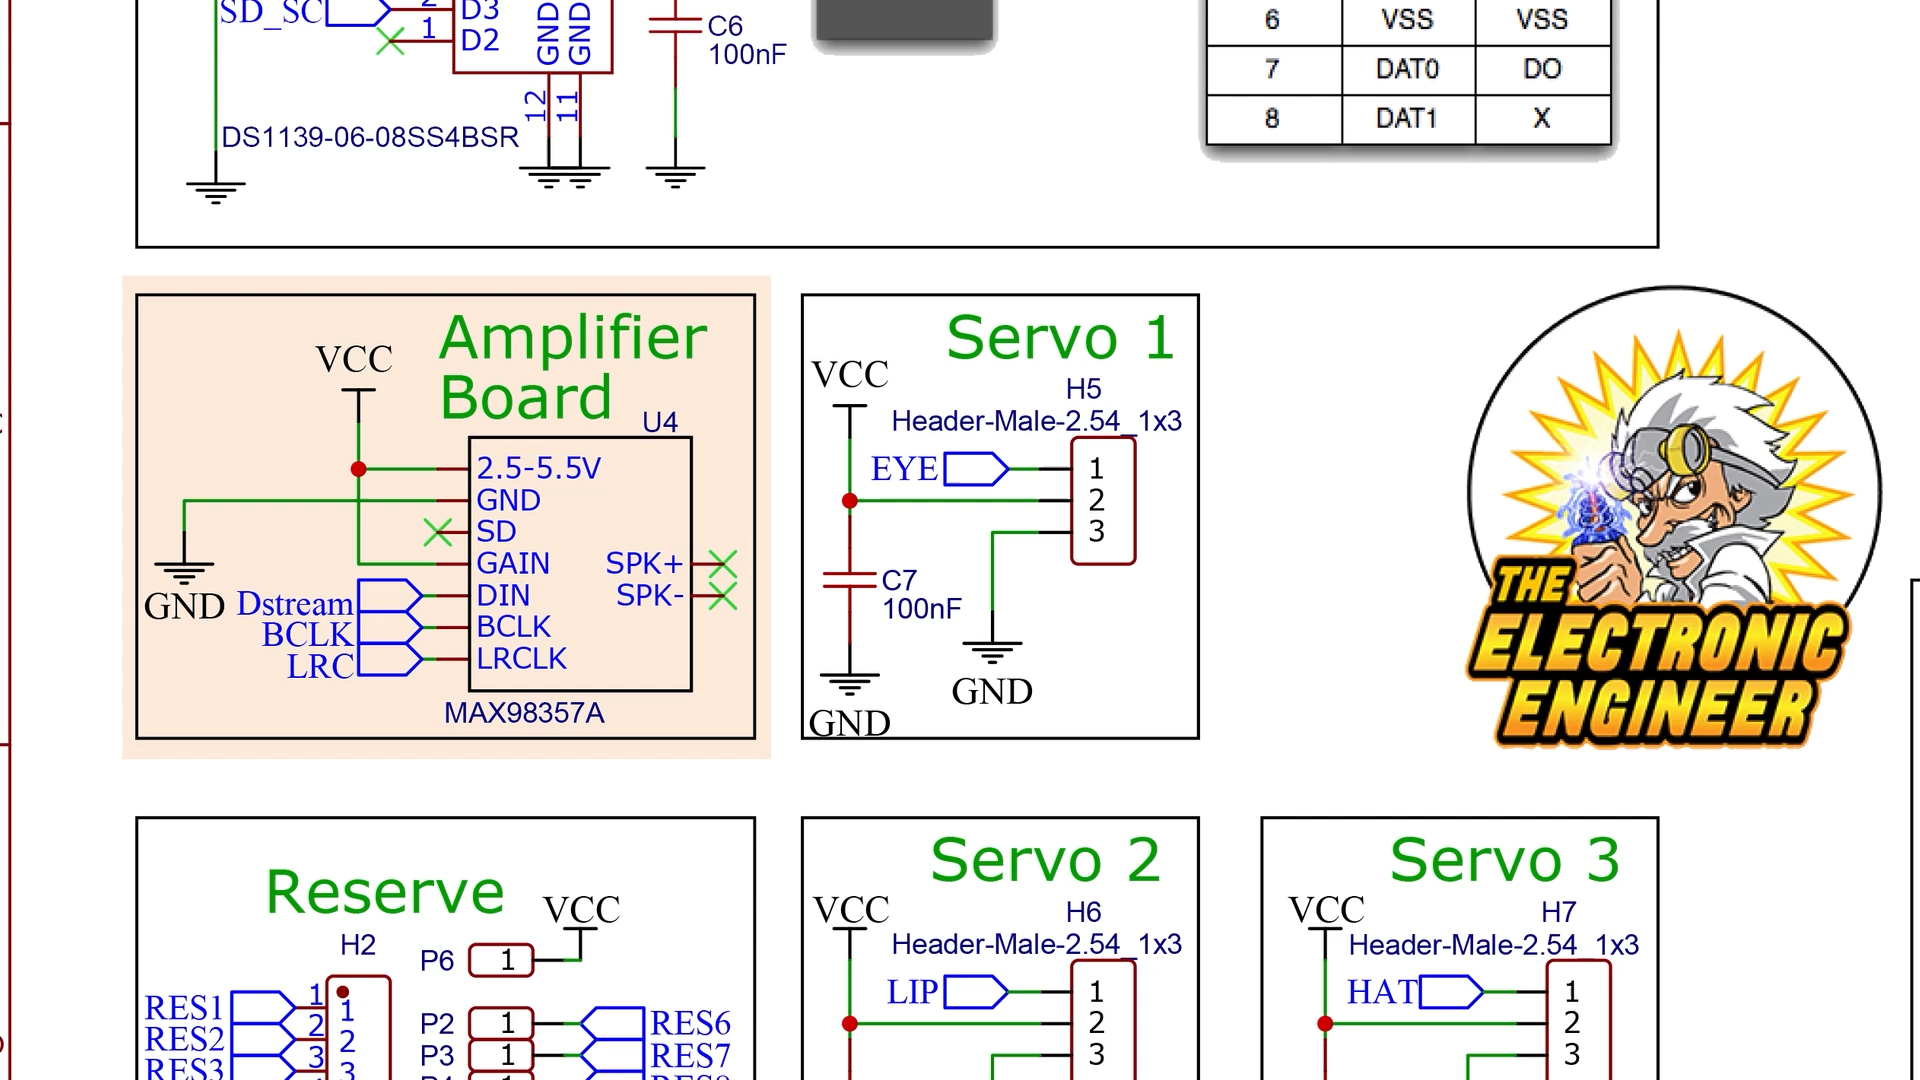 SD_SC
2
D3
1
D2
GND
GND
12
11
DS1139-06-08SS4BSR
C6
100nF
6 VSS VSS
7 DAT0 DO
8 DAT1 X
Amplifier
Board
VCC
U4
2.5-5.5V
GND
SD
GAIN
DIN
BCLK
LRCLK
SPK+
SPK-
GND
Dstream
BCLK
LRC
MAX98357A
Servo 1
VCC
H5
Header-Male-2.54_1x3
EYE
1
2
3
C7
100nF
GND
GND
THE
ELECTRONIC
ENGINEER
Reserve
VCC
H2
P6 1
RES1 1 1
RES2 2 2
RES3 3 3
P2 1 RES6
P3 1 RES7
Servo 2
VCC
H6
Header-Male-2.54_1x3
LIP
1
2
3
Servo 3
VCC
H7
Header-Male-2.54_1x3
HAT
1
2
3